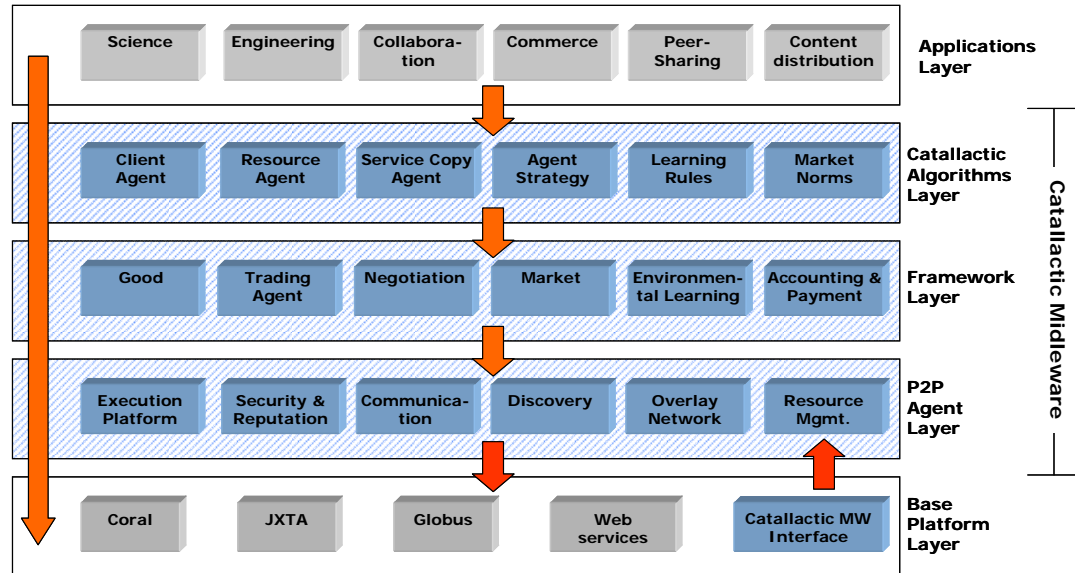 Science
Engineering
Collabora-
tion
Commerce
Peer-
Sharing
Content
distribution
Applications
Layer
Client
Agent
Resource
Agent
Service Copy
Agent
Agent
Strategy
Learning
Rules
Market
Norms
Catallactic
Algorithms
Layer
Good
Trading
Agent
Negotiation
Market
Environmen-
tal Learning
Accounting &
Payment
Framework
Layer
Execution
Platform
Security &
Reputation
Communica-
tion
Discovery
Overlay
Network
Resource
Mgmt.
P2P
Agent
Layer
Coral
JXTA
Globus
Web
services
Catallactic MW
Interface
Base
Platform
Layer
Catallactic Midleware